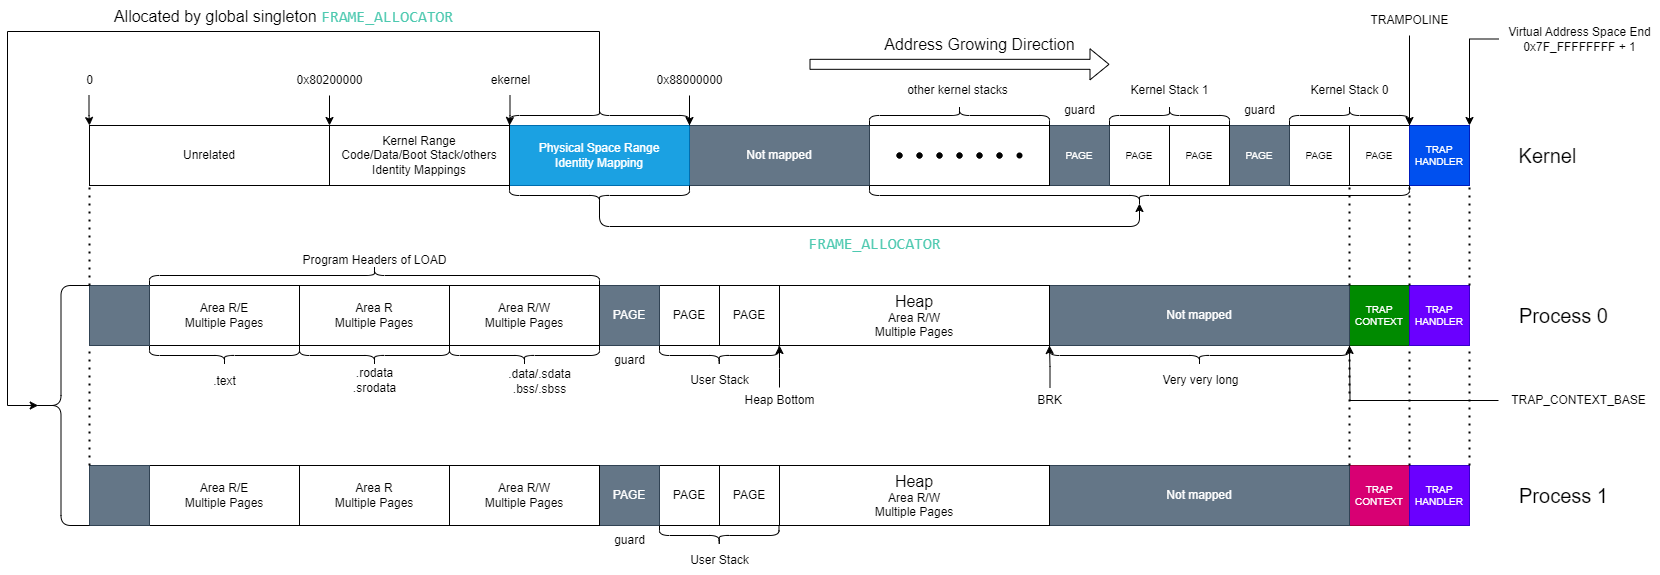 Allocated by global singleton FRAME_ALLOCATOR
TRAMPOLINE
Virtual Address Space End
0x7F_FFFFFFFF + 1
Address Growing Direction
0
0x80200000
ekernel
0x88000000
other kernel stacks
guard
Kernel Stack 1
guard
Kernel Stack 0
Unrelated
Kernel Range
Code/Data/Boot Stack/others
Identity Mappings
Physical Space Range
Identity Mapping
Not mapped
PAGE
PAGE
PAGE
PAGE
PAGE
PAGE
TRAP
HANDLER
Kernel
FRAME_ALLOCATOR
Program Headers of LOAD
Area R/E
Multiple Pages
Area R
Multiple Pages
Area R/W
Multiple Pages
PAGE
PAGE
PAGE
Heap
Area R/W
Multiple Pages
Not mapped
TRAP
CONTEXT
TRAP
HANDLER
Process 0
.text
.rodata
.srodata
.data/.sdata
.bss/.sbss
guard
User Stack
Heap Bottom
BRK
Very very long
TRAP_CONTEXT_BASE
Area R/E
Multiple Pages
Area R
Multiple Pages
Area R/W
Multiple Pages
PAGE
PAGE
PAGE
Heap
Area R/W
Multiple Pages
Not mapped
TRAP
CONTEXT
TRAP
HANDLER
Process 1
guard
User Stack